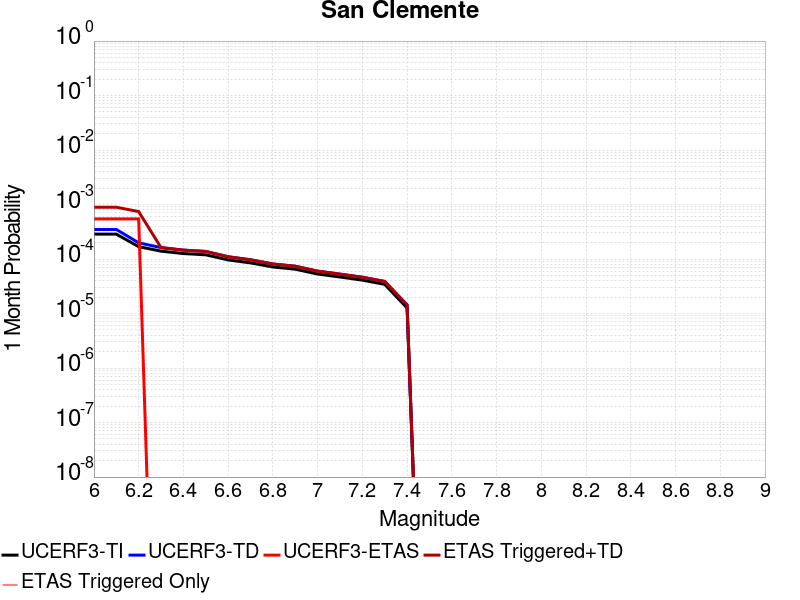 San Clemente
10^0
10^-1
10^-2
10^-3
10^-4
10^-5
10^-6
10^-7
10^-8
1 Month Probability
6 6.2 6.4 6.6 6.8 7 7.2 7.4 7.6 7.8 8 8.2 8.4 8.6 8.8 9
Magnitude
UCERF3-TI UCERF3-TD UCERF3-ETAS ETAS Triggered+TD
ETAS Triggered Only